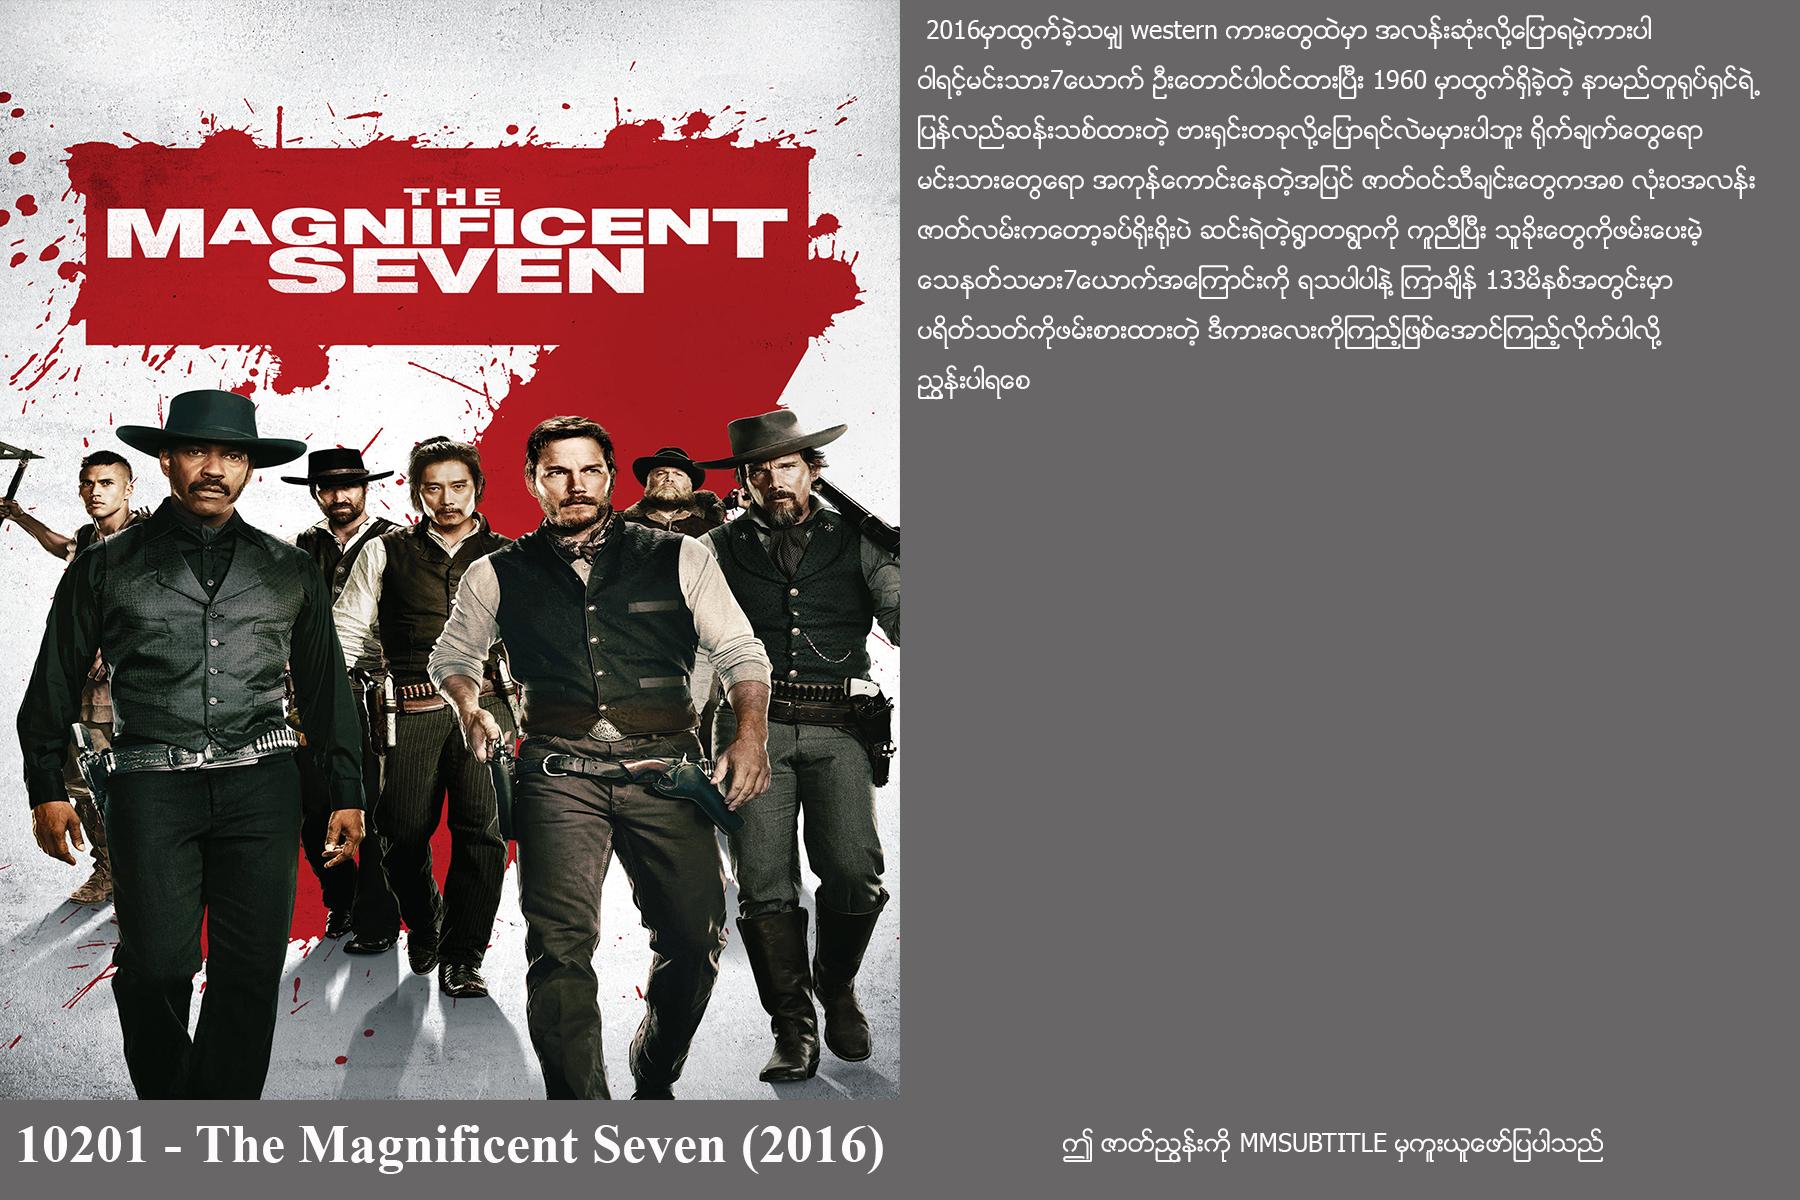 THE
MAGNIFICENT
SEVEN
10201 - The Magnificent Seven (2016)
2016မှာထွက်ခဲ့သမျှ western ကားတွေထဲမှာ အလန်းဆုံးလို့ပြောရမဲ့ကားပါ
ဝါရင့်မင်းသား7ယောက် ဦးတောင်ပါဝင်ထားပြီး 1960 မှာထွက်ရှိခဲ့တဲ့ နာမည်တူရုပ်ရှင်ရဲ့
ပြန်လည်ဆန်းသစ်ထားတဲ့ ဗားရှင်းတခုလို့ပြောရင်လဲမမှားပါဘူး ရိုက်ချက်တွေရော
မင်းသားတွေရော အကုန်ကောင်းနေတဲ့အပြင် ဇာတ်ဝင်သီချင်းတွေကအစ လုံးဝအလန်း
ဇာတ်လမ်းကတော့ခပ်ရိုးရိုးပဲ ဆင်းရဲတဲ့ရွာတရွာကို ကူညီပြီး သူခိုးတွေကိုဖမ်းပေးမဲ့
သေနတ်သမား7ယောက်အကြောင်းကို ရသပါပါနဲ့ ကြာချိန် 133မိနစ်အတွင်းမှာ
ပရိတ်သတ်ကိုဖမ်းစားထားတဲ့ ဒီကားလေးကိုကြည့်ဖြစ်အောင်ကြည့်လိုက်ပါလို့
ညွှန်းပါရစေ
ဤ ဇာတ်ညွှန်းကို MMSUBTITLE မှကူးယူဖော်ပြပါသည်